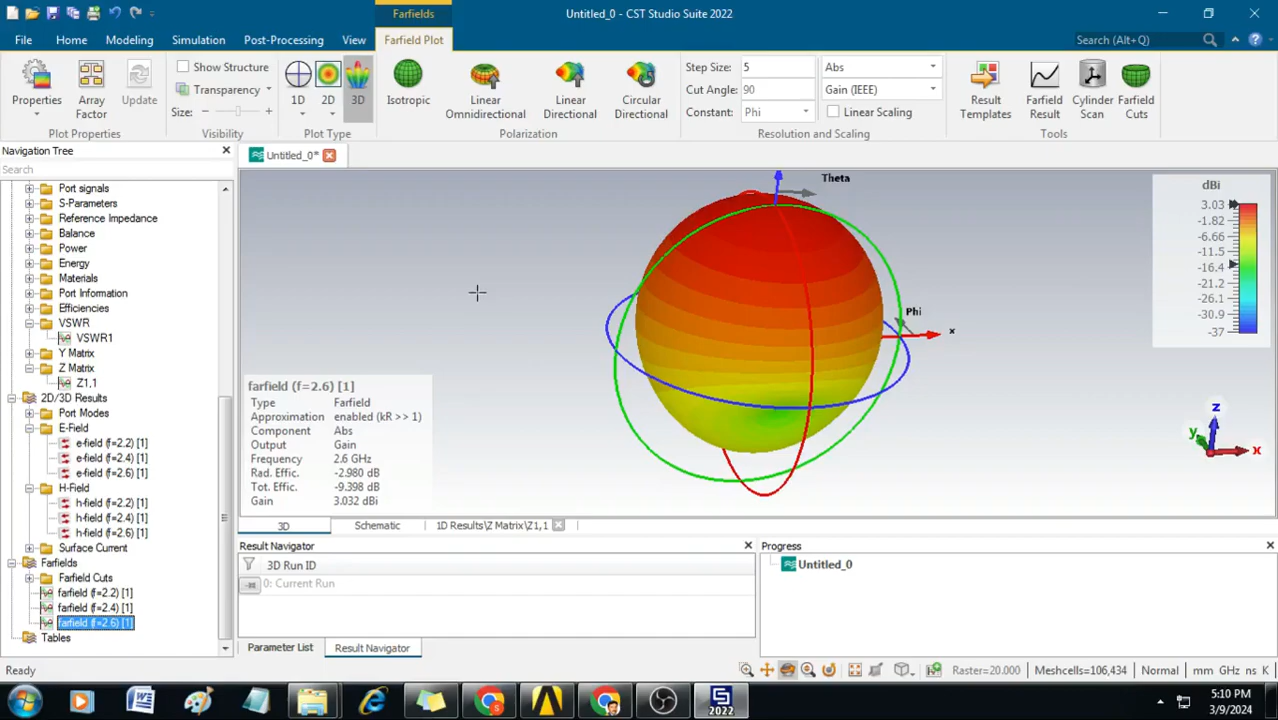 Farfields
Untitled_0 - CST Studio Suite 2022
File Home Modeling Simulation Post-Processing View Farfield Plot Search (Alt+Q)
Properties
Array Factor
Update
Plot Properties
Show Structure
Transparency
Size: - +
Visibility
1D 2D 3D
Plot Type
Isotropic
Linear Omnidirectional
Linear Directional
Circular Directional
Polarization
Step Size: 5 Abs
Cut Angle: 90 Gain (IEEE)
Constant: Phi Linear Scaling
Resolution and Scaling
Result Templates
Farfield Result
Cylinder Scan
Farfield Cuts
Tools
Navigation Tree
Search
Port signals
S-Parameters
Reference Impedance
Balance
Power
Energy
Materials
Port Information
Efficiencies
VSWR
VSWR1
Y Matrix
Z Matrix
Z1,1
2D/3D Results
Port Modes
E-Field
e-field (f=2.2) [1]
e-field (f=2.4) [1]
e-field (f=2.6) [1]
H-Field
h-field (f=2.2) [1]
h-field (f=2.4) [1]
h-field (f=2.6) [1]
Surface Current
Farfields
Farfield Cuts
farfield (f=2.2) [1]
farfield (f=2.4) [1]
farfield (f=2.6) [1]
Tables
Untitled_0*
Theta
Phi
x
dBi
3.03
-1.82
-6.66
-11.5
-16.4
-21.2
-26.1
-30.9
-37
farfield (f=2.6) [1]
Type Farfield
Approximation enabled (kR >> 1)
Component Abs
Output Gain
Frequency 2.6 GHz
Rad. Effic. -2.980 dB
Tot. Effic. -9.398 dB
Gain 3.032 dBi
z
y
x
3D Schematic 1D Results\Z Matrix\Z1,1
Result Navigator
3D Run ID
0: Current Run
Parameter List Result Navigator
Progress
Untitled_0
Ready
Raster=20.000 Meshcells=106,434 Normal mm GHz ns K
2022
5:10 PM
3/9/2024